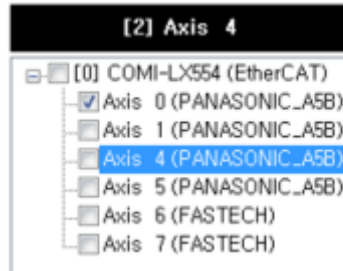 [2] Axis 4
[0] COMI-LX554 (EtherCAT)
Axis 0 (PANASONIC_A5B)
Axis 1 (PANASONIC_A5B)
Axis 4 (PANASONIC_A5B)
Axis 5 (PANASONIC_A5B)
Axis 6 (FASTECH)
Axis 7 (FASTECH)